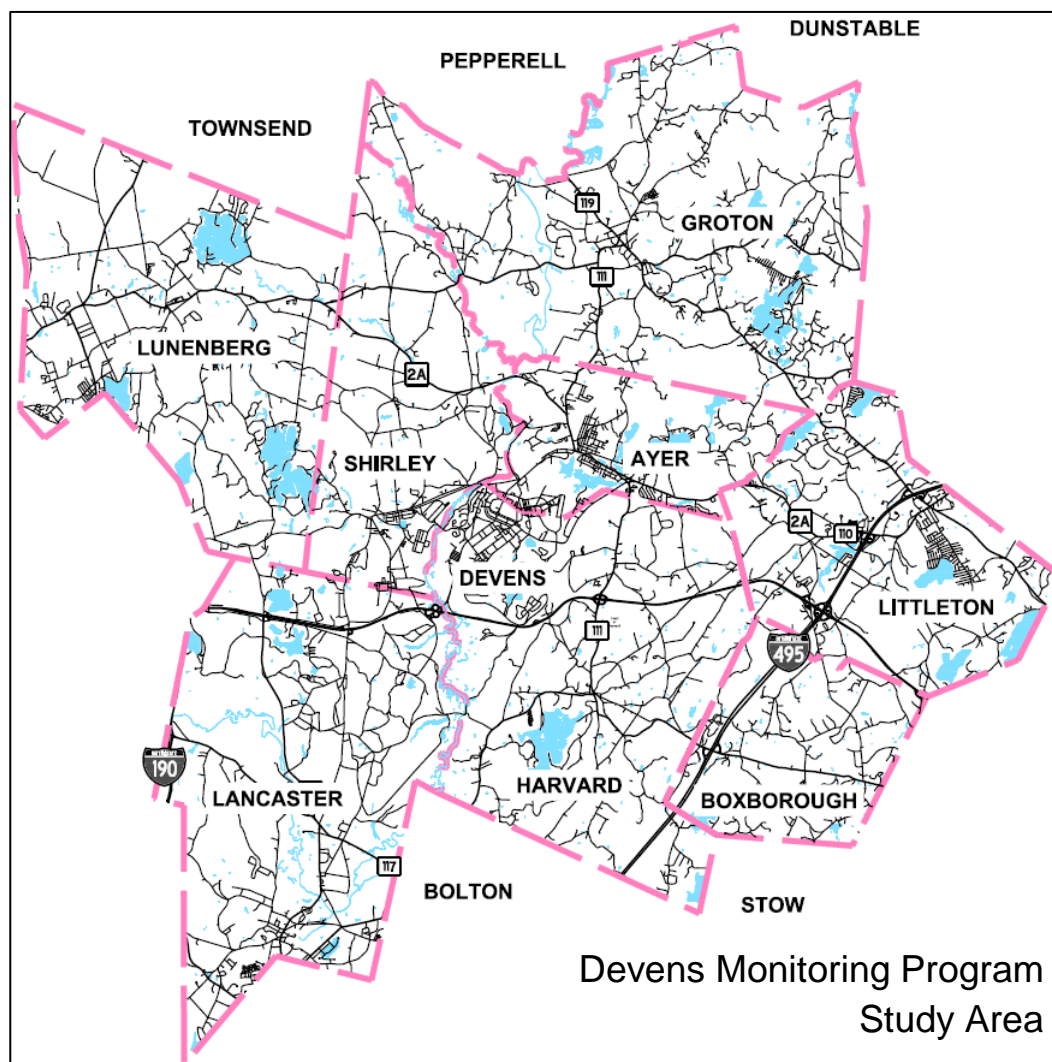 DUNSTABLE
PEPPERELL
TOWNSEND
119
GROTON
111
LUNENBERG
2A
SHIRLEY
AYER
2A
110
DEVENS
LITTLETON
111
495
190
LANCASTER
HARVARD
BOXBOROUGH
117
BOLTON
STOW
Devens Monitoring Program
Study Area